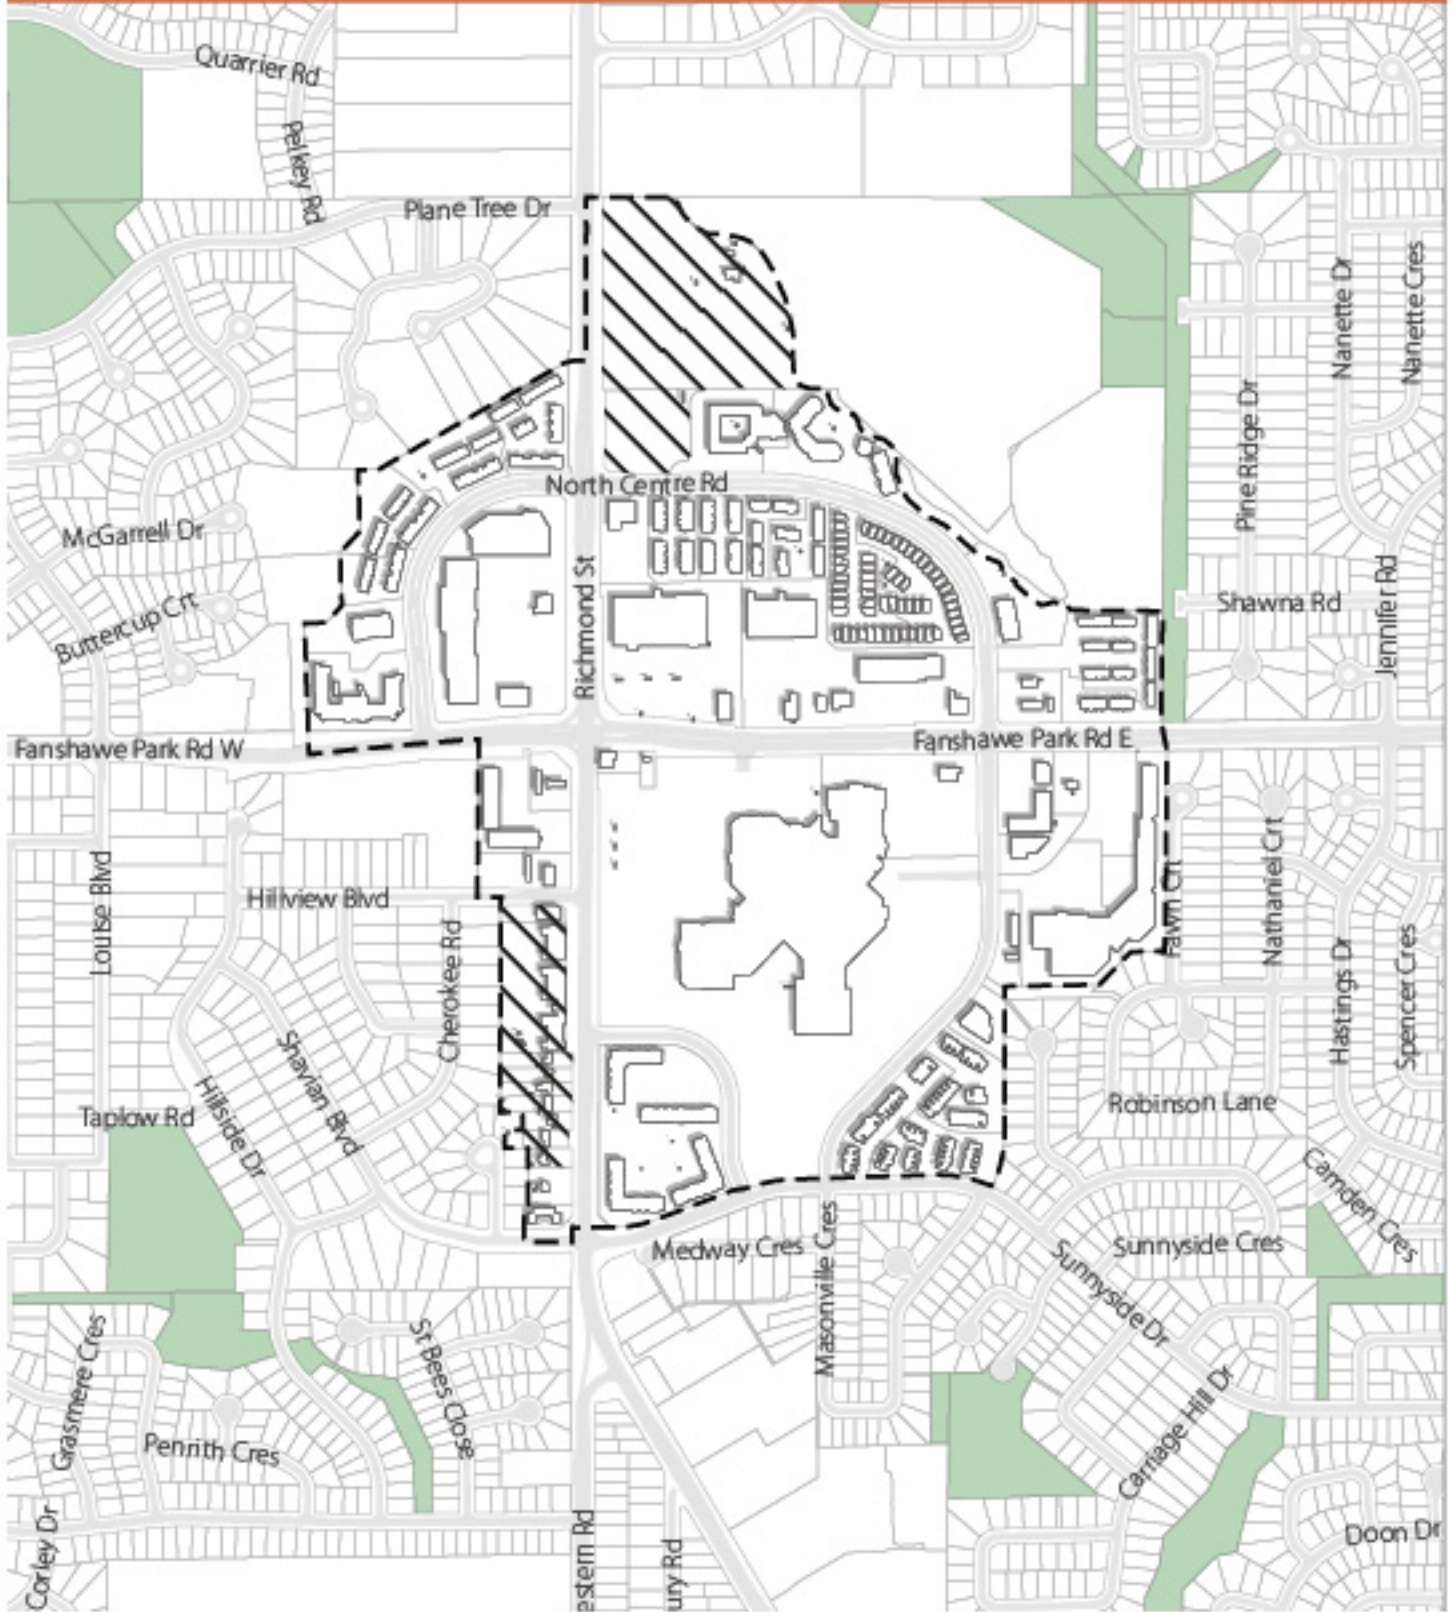 Quarrier Rd
Pelkey Rd
Plane Tree Dr
Nanette Dr
Nanette Cres
Pine Ridge Dr
North Centre Rd
McGarrell Dr
Richmond St
Buttercup Crt
Shawna Rd
Jennifer Rd
Fanshawe Park Rd W
Fanshawe Park Rd E
Louise Blvd
Hillview Blvd
Cherokee Rd
Fawn Crt
Nathaniel Crt
Hastings Dr
Spencer Cres
Shavian Blvd
Hillside Dr
Taplow Rd
Robinson Lane
Camden Cres
Medway Cres
Masonville Cres
Sunnyside Cres
Sunnyside Dr
Grasmere Cres
St Bees Close
Penrith Cres
Carriage Hill Dr
Corley Dr
estern Rd
ury Rd
Doon Dr